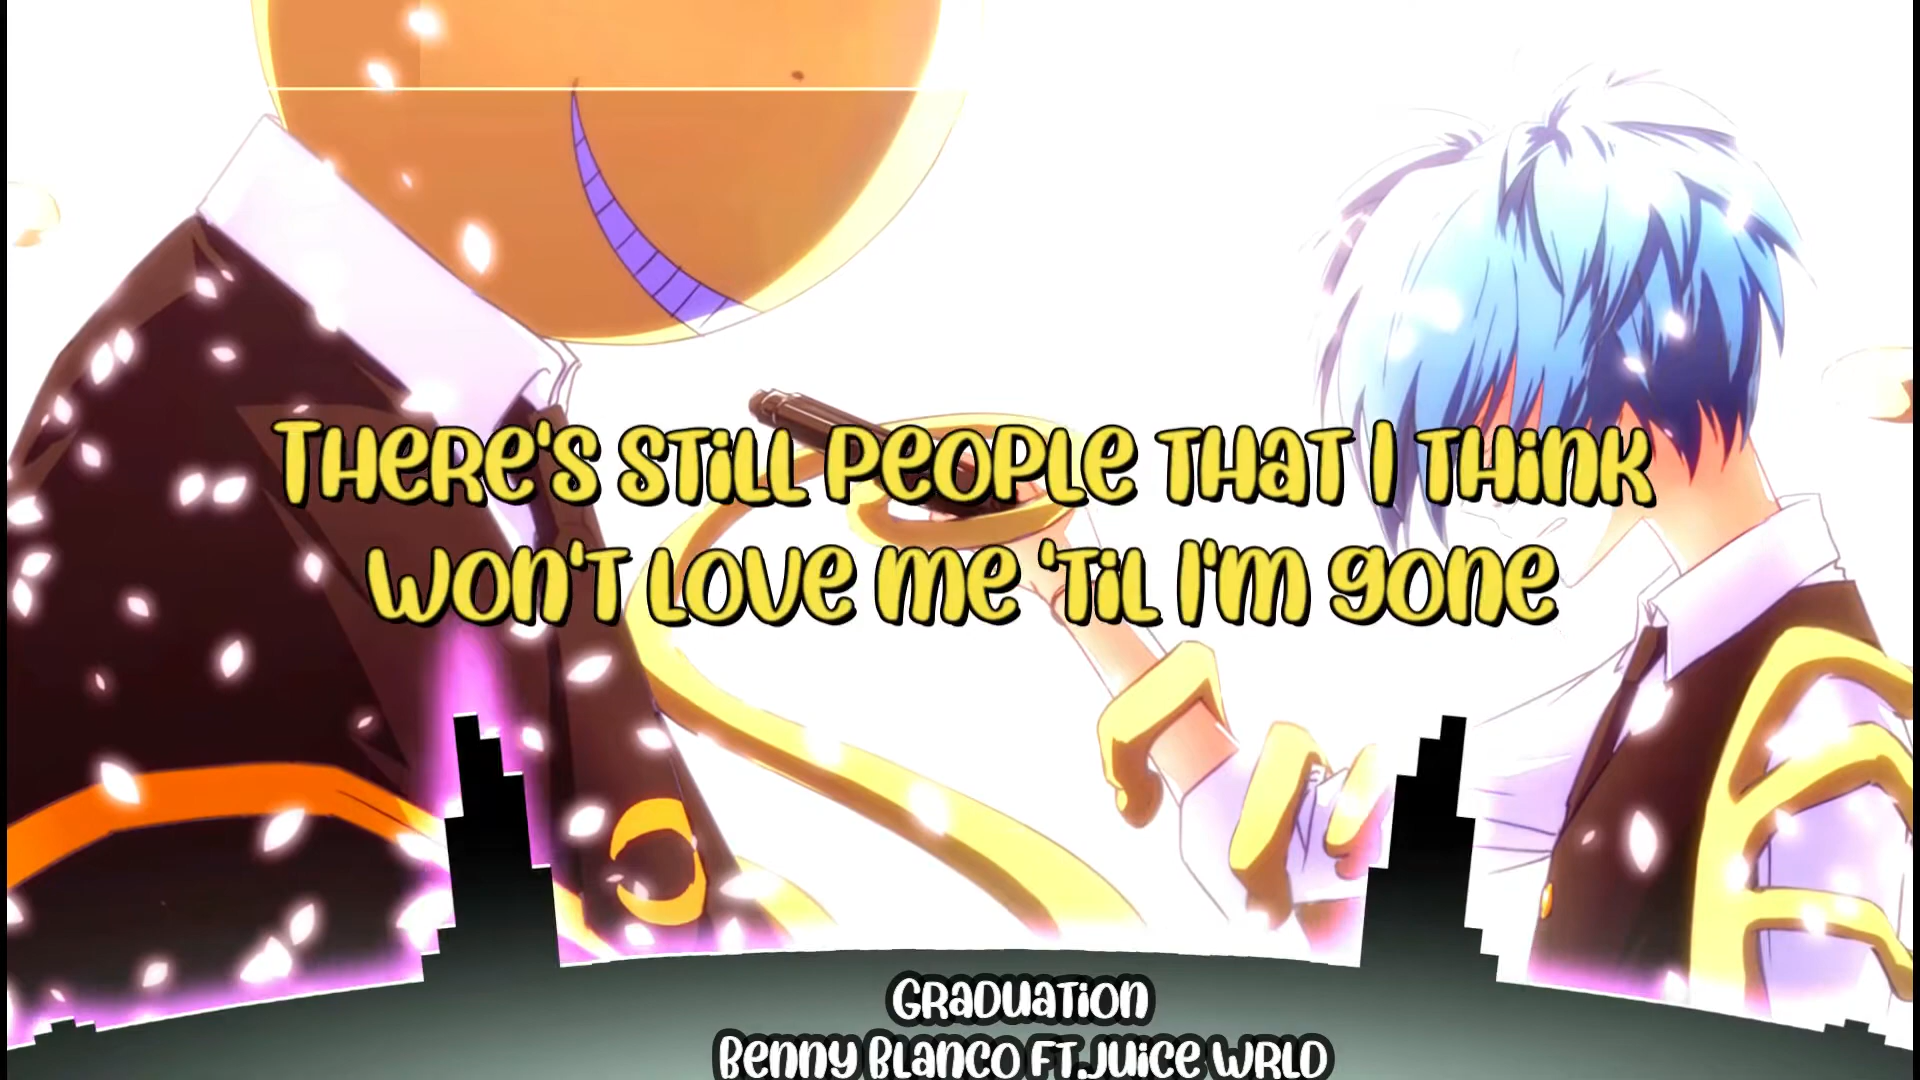 There's still people that I think
won't love me 'til I'm gone
Graduation
Benny Blanco ft.Juice WRLD